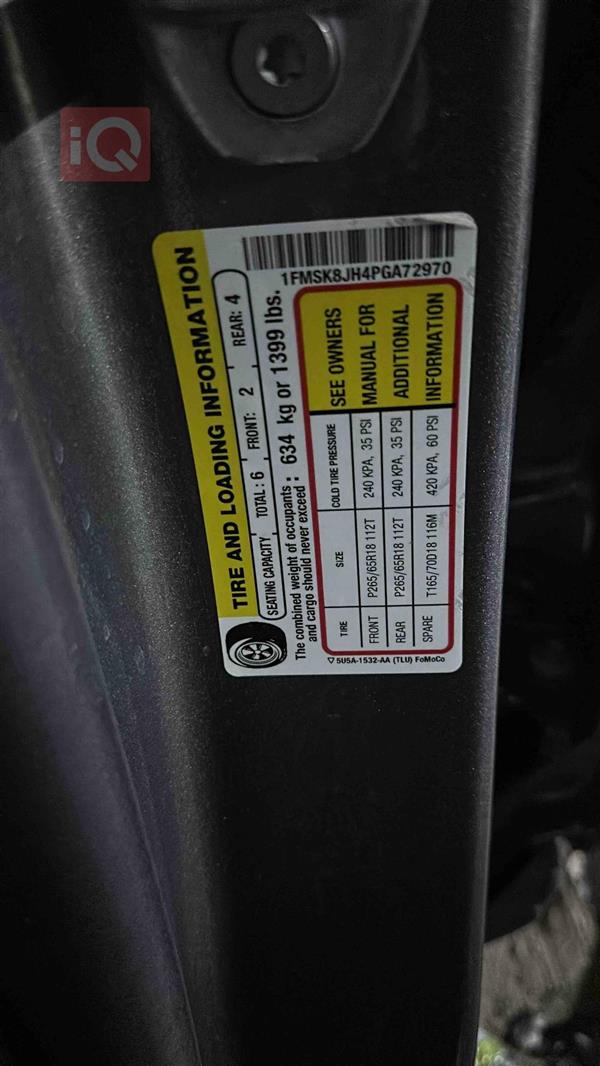 iQ
1FMSK8JH4PGA72970
TIRE AND LOADING INFORMATION
SEATING CAPACITY TOTAL: 6 FRONT: 2 REAR: 4
The combined weight of occupants : 634 kg or 1399 lbs.
and cargo should never exceed :
TIRE SIZE COLD TIRE PRESSURE
FRONT P265/65R18 112T 240 KPA, 35 PSI
REAR P265/65R18 112T 240 KPA, 35 PSI
SPARE T165/70D18 116M 420 KPA, 60 PSI
SEE OWNERS
MANUAL FOR
ADDITIONAL
INFORMATION
5U5A-1532-AA (TLU) FoMoCo